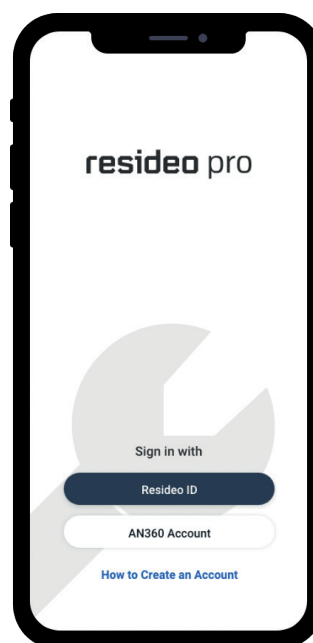 resideo pro
Sign in with
Resideo ID
AN360 Account
How to Create an Account